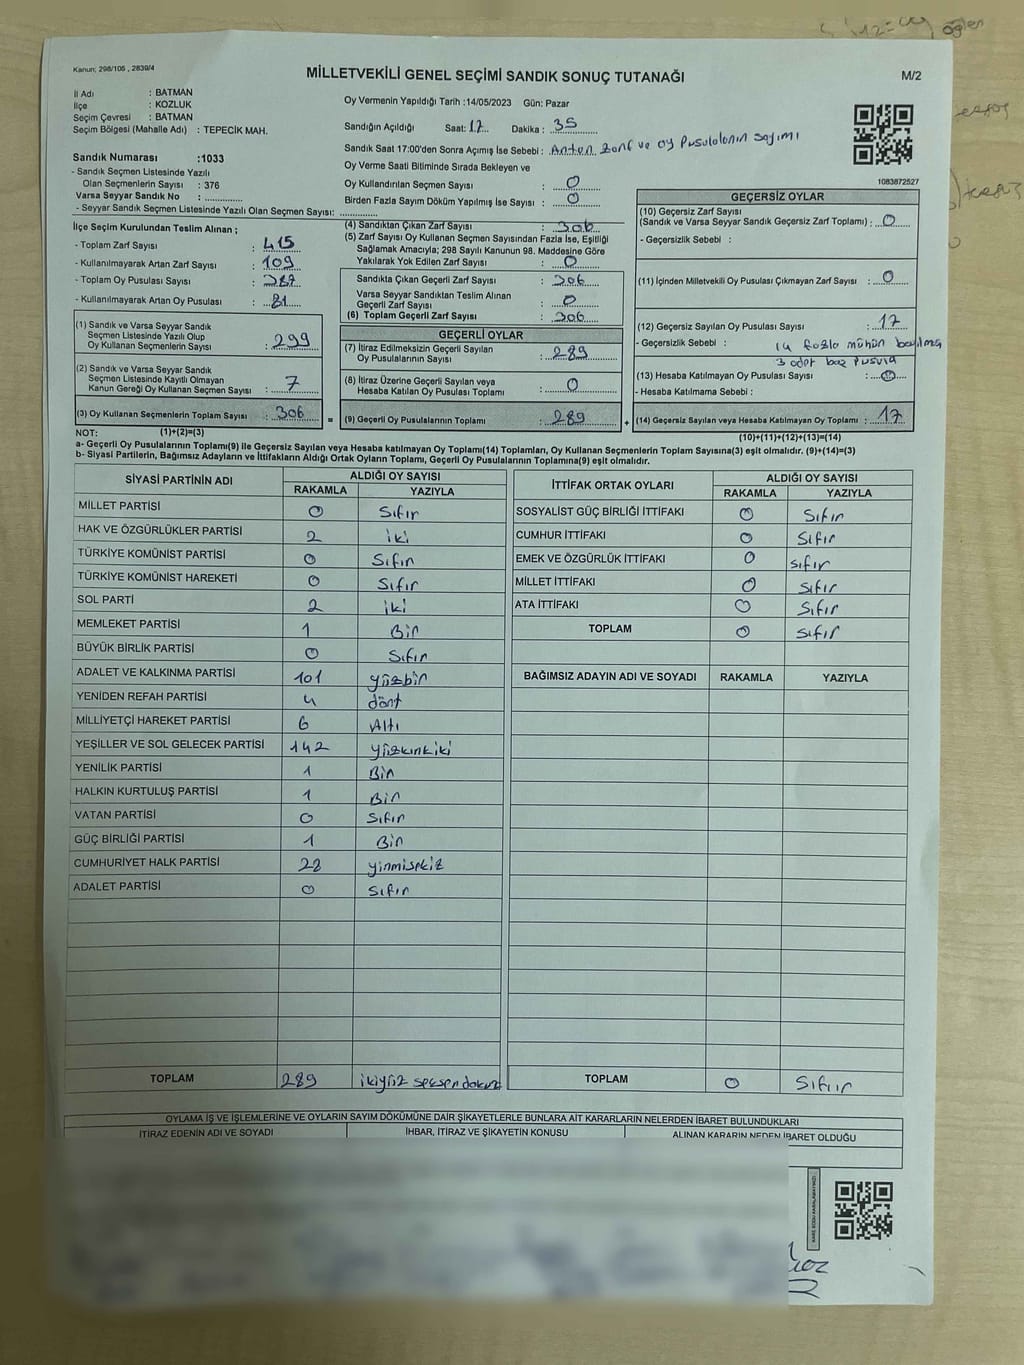 Kanun: 298/105 , 2839/4
MİLLETVEKİLİ GENEL SEÇİMİ SANDIK SONUÇ TUTANAĞI
M/2
İl Adı : BATMAN
İlçe : KOZLUK
Seçim Çevresi : BATMAN
Seçim Bölgesi (Mahalle Adı) : TEPECİK MAH.
Oy Vermenin Yapıldığı Tarih :14/05/2023 Gün: Pazar
Sandığın Açıldığı Saat: 17 Dakika : 35
Sandık Saat 17:00'den Sonra Açımış İse Sebebi : Artan Zarf ve oy Pusulalarının Sayımı
Sandık Numarası :1033
- Sandık Seçmen Listesinde Yazılı
Olan Seçmenlerin Sayısı : 376
Varsa Seyyar Sandık No :
- Seyyar Sandık Seçmen Listesinde Yazılı Olan Seçmen Sayısı:
Oy Verme Saati Bitiminde Sırada Bekleyen ve
Oy Kullandırılan Seçmen Sayısı : 0
Birden Fazla Sayım Döküm Yapılmış İse Sayısı : 0
1083872527
İlçe Seçim Kurulundan Teslim Alınan ;
- Toplam Zarf Sayısı : 415
- Kullanılmayarak Artan Zarf Sayısı : 109
- Toplam Oy Pusulası Sayısı : 387
- Kullanılmayarak Artan Oy Pusulası : 81
(1) Sandık ve Varsa Seyyar Sandık
Seçmen Listesinde Yazılı Olup
Oy Kullanan Seçmenlerin Sayısı : 299
(2) Sandık ve Varsa Seyyar Sandık
Seçmen Listesinde Kayıtlı Olmayan
Kanun Gereği Oy Kullanan Seçmen Sayısı : 7
(3) Oy Kullanan Seçmenlerin Toplam Sayısı : 306
(4) Sandıktan Çıkan Zarf Sayısı : 306
(5) Zarf Sayısı Oy Kullanan Seçmen Sayısından Fazla İse, Eşitliği
Sağlamak Amacıyla; 298 Sayılı Kanunun 98. Maddesine Göre
Yakılarak Yok Edilen Zarf Sayısı : 0
Sandıkta Çıkan Geçerli Zarf Sayısı : 306
Varsa Seyyar Sandıktan Teslim Alınan
Geçerli Zarf Sayısı : 0
(6) Toplam Geçerli Zarf Sayısı : 306
GEÇERLİ OYLAR
(7) İtiraz Edilmeksizin Geçerli Sayılan
Oy Pusulalarının Sayısı : 289
(8) İtiraz Üzerine Geçerli Sayılan veya
Hesaba Katılan Oy Pusulası Toplamı : 0
= (9) Geçerli Oy Pusulalarının Toplamı : 289
GEÇERSİZ OYLAR
(10) Geçersiz Zarf Sayısı
(Sandık ve Varsa Seyyar Sandık Geçersiz Zarf Toplamı) : 0
- Geçersizlik Sebebi :
(11) İçinden Milletvekili Oy Pusulası Çıkmayan Zarf Sayısı : 0
(12) Geçersiz Sayılan Oy Pusulası Sayısı : 17
- Geçersizlik Sebebi : 14 fazla mühür basılmış
3 adet boş pusula
(13) Hesaba Katılmayan Oy Pusulası Sayısı : 0
- Hesaba Katılmama Sebebi :
+ (14) Geçersiz Sayılan veya Hesaba Katılmayan Oy Toplamı : 17
NOT: (1)+(2)=(3)
(10)+(11)+(12)+(13)=(14)
a- Geçerli Oy Pusulalarının Toplamı(9) ile Geçersiz Sayılan veya Hesaba katılmayan Oy Toplamı(14) Toplamları, Oy Kullanan Seçmenlerin Toplam Sayısına(3) eşit olmalıdır. (9)+(14)=(3)
b- Siyasi Partilerin, Bağımsız Adayların ve İttifakların Aldığı Ortak Oyların Toplamı, Geçerli Oy Pusulalarının Toplamına(9) eşit olmalıdır.
SİYASİ PARTİNİN ADI ALDIĞI OY SAYISI
RAKAMLA YAZIYLA
MİLLET PARTİSİ 0 Sıfır
HAK VE ÖZGÜRLÜKLER PARTİSİ 2 iki
TÜRKİYE KOMÜNİST PARTİSİ 0 Sıfır
TÜRKİYE KOMÜNİST HAREKETİ 0 Sıfır
SOL PARTİ 2 iki
MEMLEKET PARTİSİ 1 Bir
BÜYÜK BİRLİK PARTİSİ 0 Sıfır
ADALET VE KALKINMA PARTİSİ 101 yüzbir
YENİDEN REFAH PARTİSİ 4 dört
MİLLİYETÇİ HAREKET PARTİSİ 6 Altı
YEŞİLLER VE SOL GELECEK PARTİSİ 142 yüzkırkiki
YENİLİK PARTİSİ 1 Bir
HALKIN KURTULUŞ PARTİSİ 1 Bir
VATAN PARTİSİ 0 Sıfır
GÜÇ BİRLİĞİ PARTİSİ 1 Bir
CUMHURİYET HALK PARTİSİ 28 yirmisekiz
ADALET PARTİSİ 0 Sıfır
TOPLAM 289 ikiyüz seksendokuz
İTTİFAK ORTAK OYLARI ALDIĞI OY SAYISI
RAKAMLA YAZIYLA
SOSYALİST GÜÇ BİRLİĞİ İTTİFAKI 0 Sıfır
CUMHUR İTTİFAKI 0 Sıfır
EMEK VE ÖZGÜRLÜK İTTİFAKI 0 sıfır
MİLLET İTTİFAKI 0 Sıfır
ATA İTTİFAKI 0 Sıfır
TOPLAM 0 Sıfır
BAĞIMSIZ ADAYIN ADI VE SOYADI RAKAMLA YAZIYLA
TOPLAM 0 Sıfır
OYLAMA İŞ VE İŞLEMLERİNE VE OYLARIN SAYIM DÖKÜMÜNE DAİR ŞİKAYETLERLE BUNLARA AİT KARARLARIN NELERDEN İBARET BULUNDUKLARI
İTİRAZ EDENİN ADI VE SOYADI İHBAR, İTİRAZ VE ŞİKAYETİN KONUSU ALINAN KARARIN NEDEN İBARET OLDUĞU